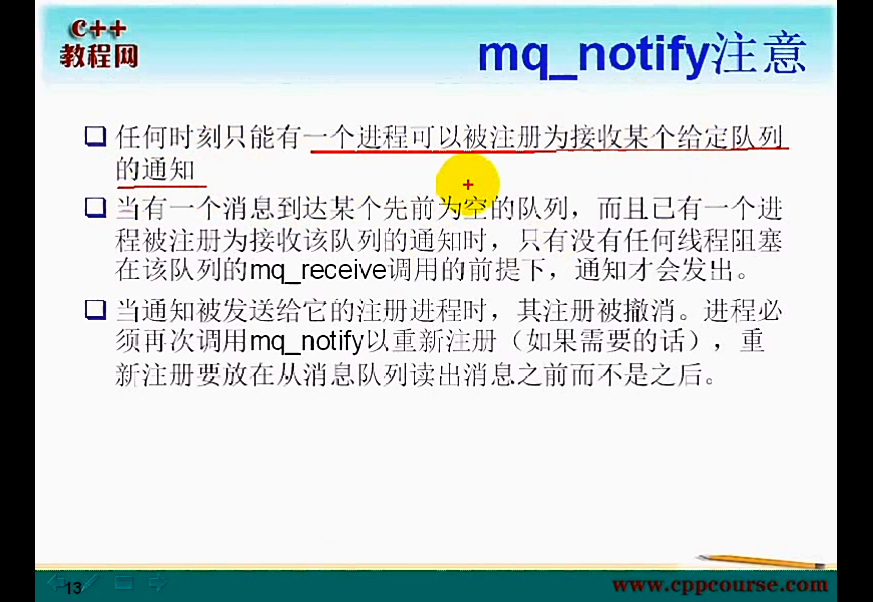 C++
教程网
mq_notify注意
任何时刻只能有一个进程可以被注册为接收某个给定队列
的通知
当有一个消息到达某个先前为空的队列，而且已有一个进
程被注册为接收该队列的通知时，只有没有任何线程阻塞
在该队列的mq_receive调用的前提下，通知才会发出。
当通知被发送给它的注册进程时，其注册被撤消。进程必
须再次调用mq_notify以重新注册（如果需要的话），重
新注册要放在从消息队列读出消息之前而不是之后。
13
www.cppcourse.com